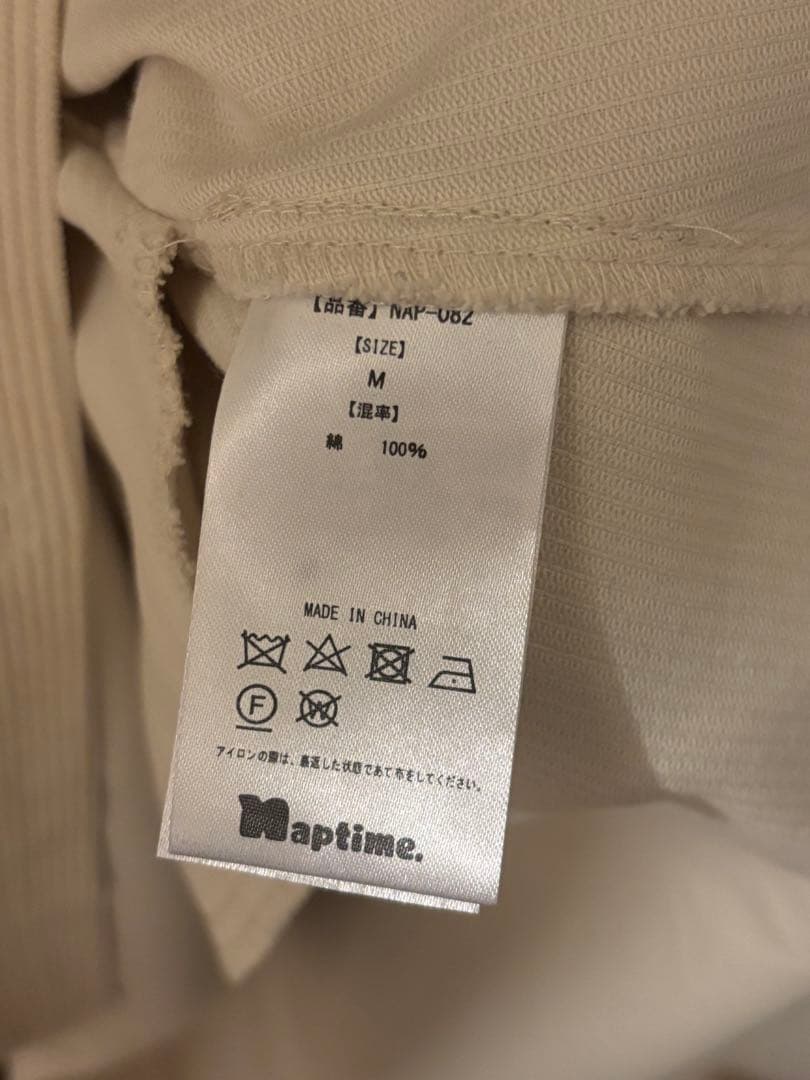 【品番】NAP-082
【SIZE】
M
【混率】
綿 100%
MADE IN CHINA
F W
アイロンの際は、裏返した状態であて布をしてください。
Naptime.